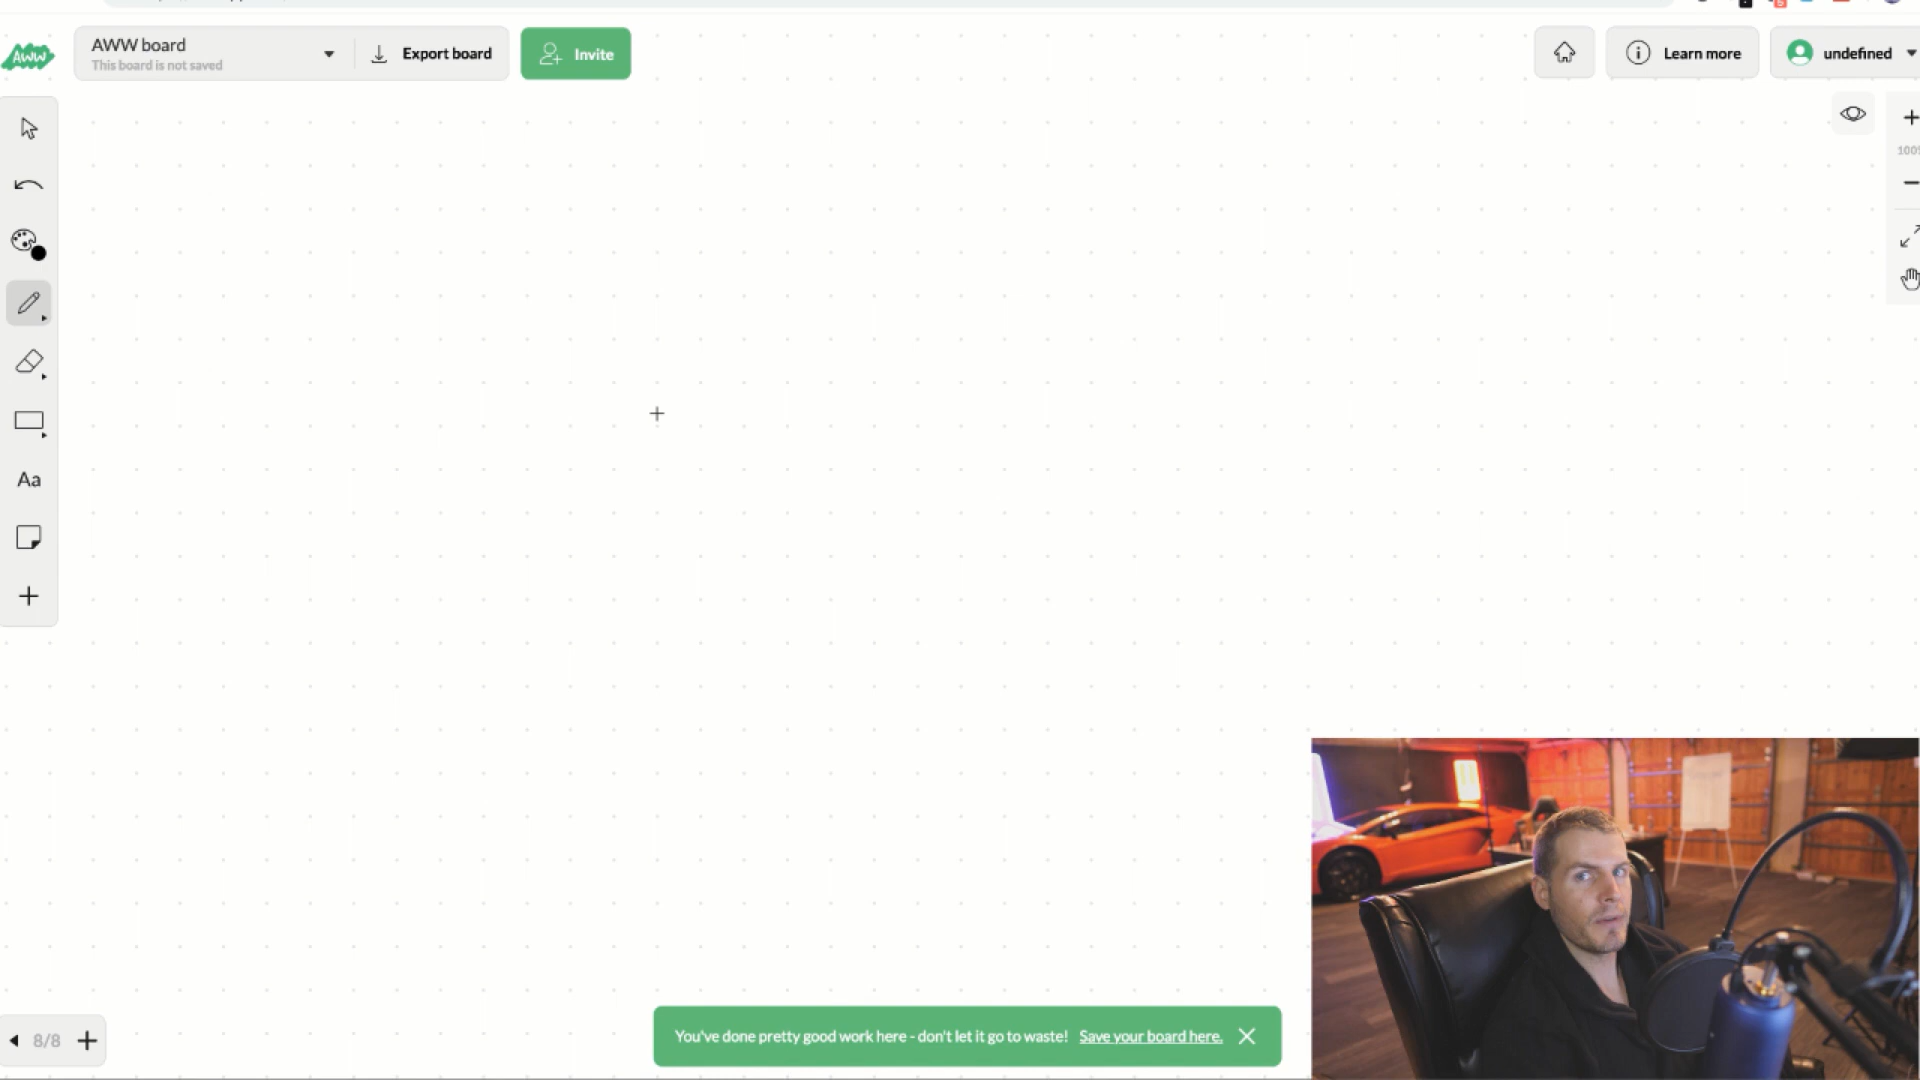 AWW
AWW board
This board is not saved
Export board
Invite
Learn more
undefined
Aa
8/8
You've done pretty good work here - don't let it go to waste! Save your board here.